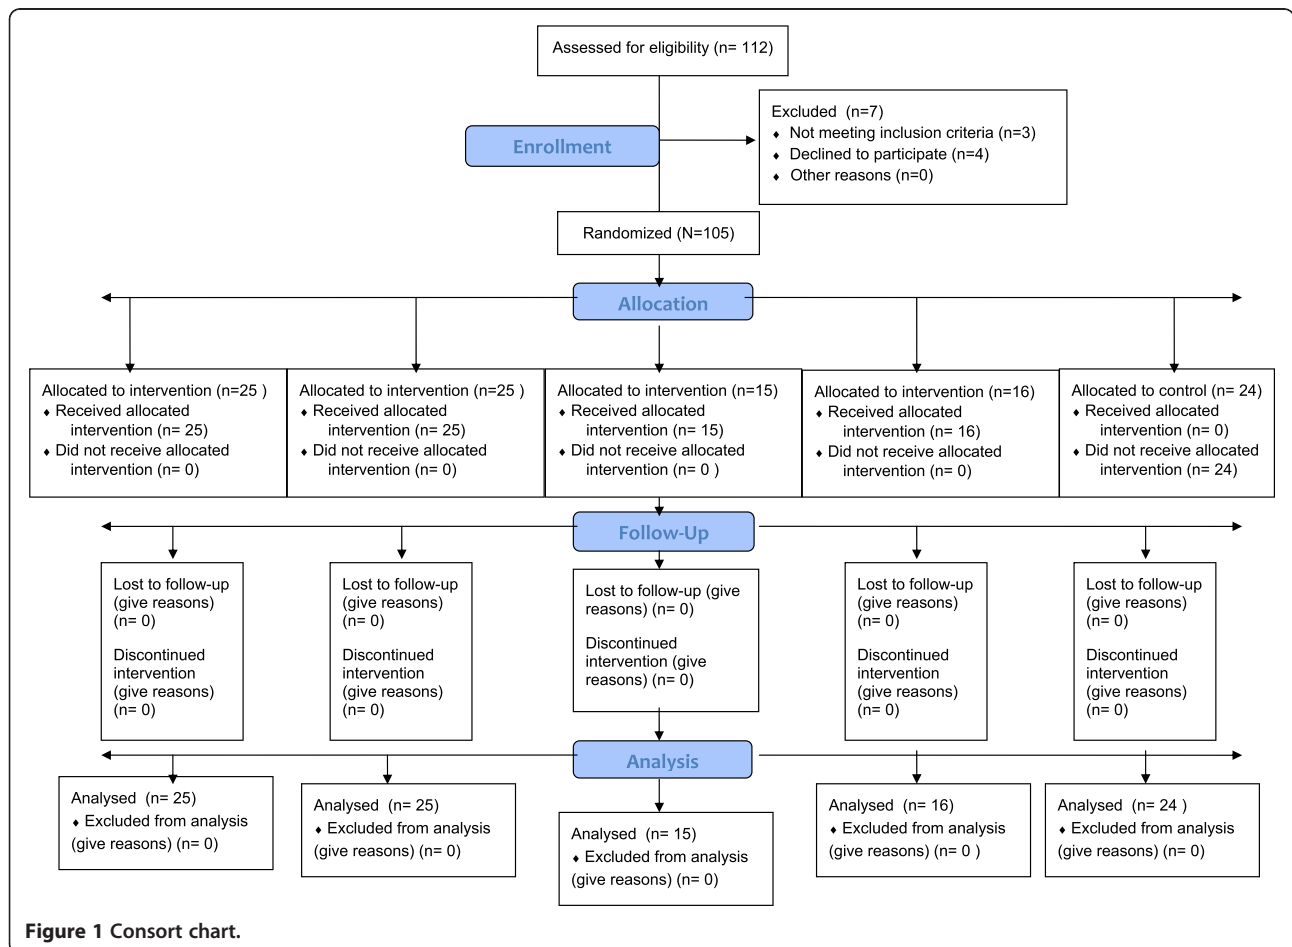 Assessed for eligibility (n= 112)
Excluded (n=7)
♦ Not meeting inclusion criteria (n=3)
♦ Declined to participate (n=4)
♦ Other reasons (n=0)
Enrollment
Randomized (N=105)
Allocation
Allocated to intervention (n=25 )
♦ Received allocated
intervention (n= 25)
♦ Did not receive allocated
intervention (n= 0)
Allocated to intervention (n=25 )
♦ Received allocated
intervention (n= 25)
♦ Did not receive allocated
intervention (n= 0)
Allocated to intervention (n=15)
♦ Received allocated
intervention (n= 15)
♦ Did not receive allocated
intervention (n= 0 )
Allocated to intervention (n=16)
♦ Received allocated
intervention (n= 16)
♦ Did not receive allocated
intervention (n= 0)
Allocated to control (n= 24)
♦ Received allocated
intervention (n= 0)
♦ Did not receive allocated
intervention (n= 24)
Follow-Up
Lost to follow-up
(give reasons)
(n= 0)
Discontinued
intervention
(give reasons)
(n= 0)
Lost to follow-up
(give reasons)
(n= 0)
Discontinued
intervention
(give reasons)
(n= 0)
Lost to follow-up (give
reasons) (n= 0)
Discontinued
intervention (give
reasons) (n= 0)
Lost to follow-up
(give reasons)
(n= 0)
Discontinued
intervention
(give reasons)
(n= 0)
Lost to follow-up
(give reasons)
(n= 0)
Discontinued
intervention
(give reasons)
(n= 0)
Analysis
Analysed (n= 25)
♦ Excluded from analysis
(give reasons) (n= 0)
Analysed (n= 25)
♦ Excluded from analysis
(give reasons) (n= 0)
Analysed (n= 15)
♦ Excluded from analysis
(give reasons) (n= 0)
Analysed (n= 16)
♦ Excluded from analysis
(give reasons) (n= 0 )
Analysed (n= 24 )
♦ Excluded from analysis
(give reasons) (n= 0)
Figure 1 Consort chart.